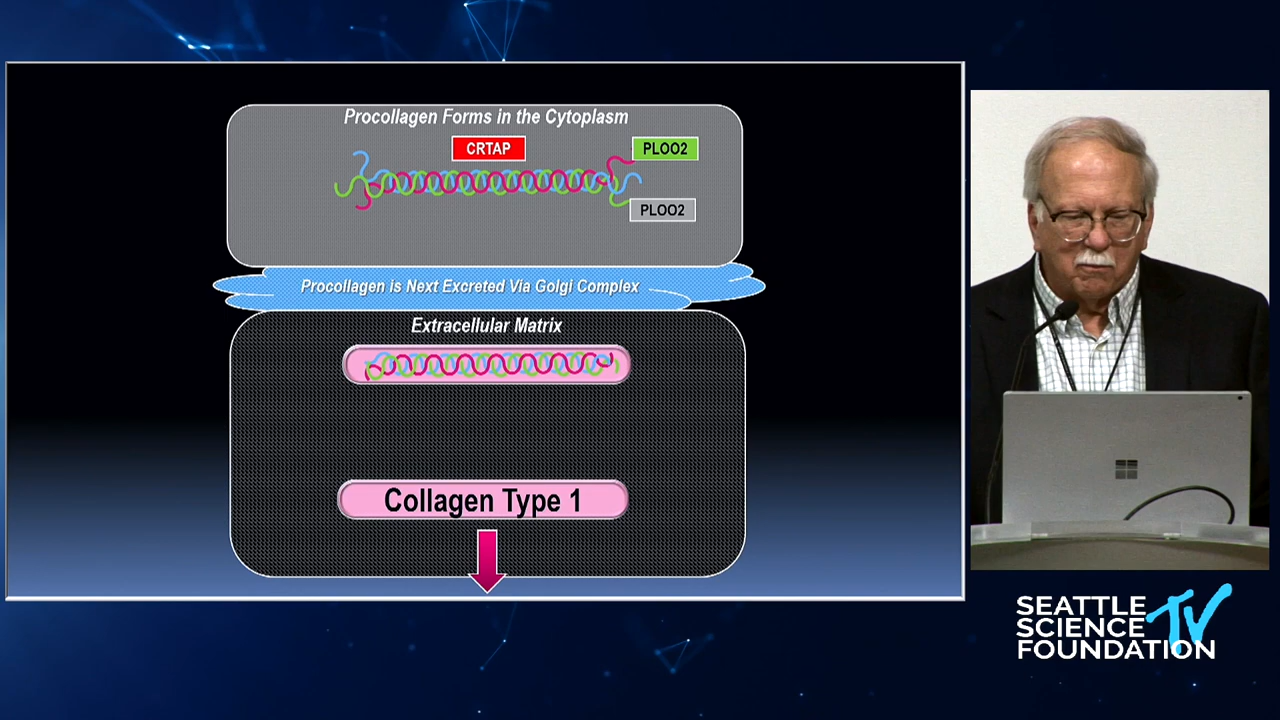 Procollagen Forms in the Cytoplasm
CRTAP
PLOO2
PLOO2
Procollagen is Next Excreted Via Golgi Complex
Extracellular Matrix
Collagen Type 1
SEATTLE
SCIENCE TV
FOUNDATION